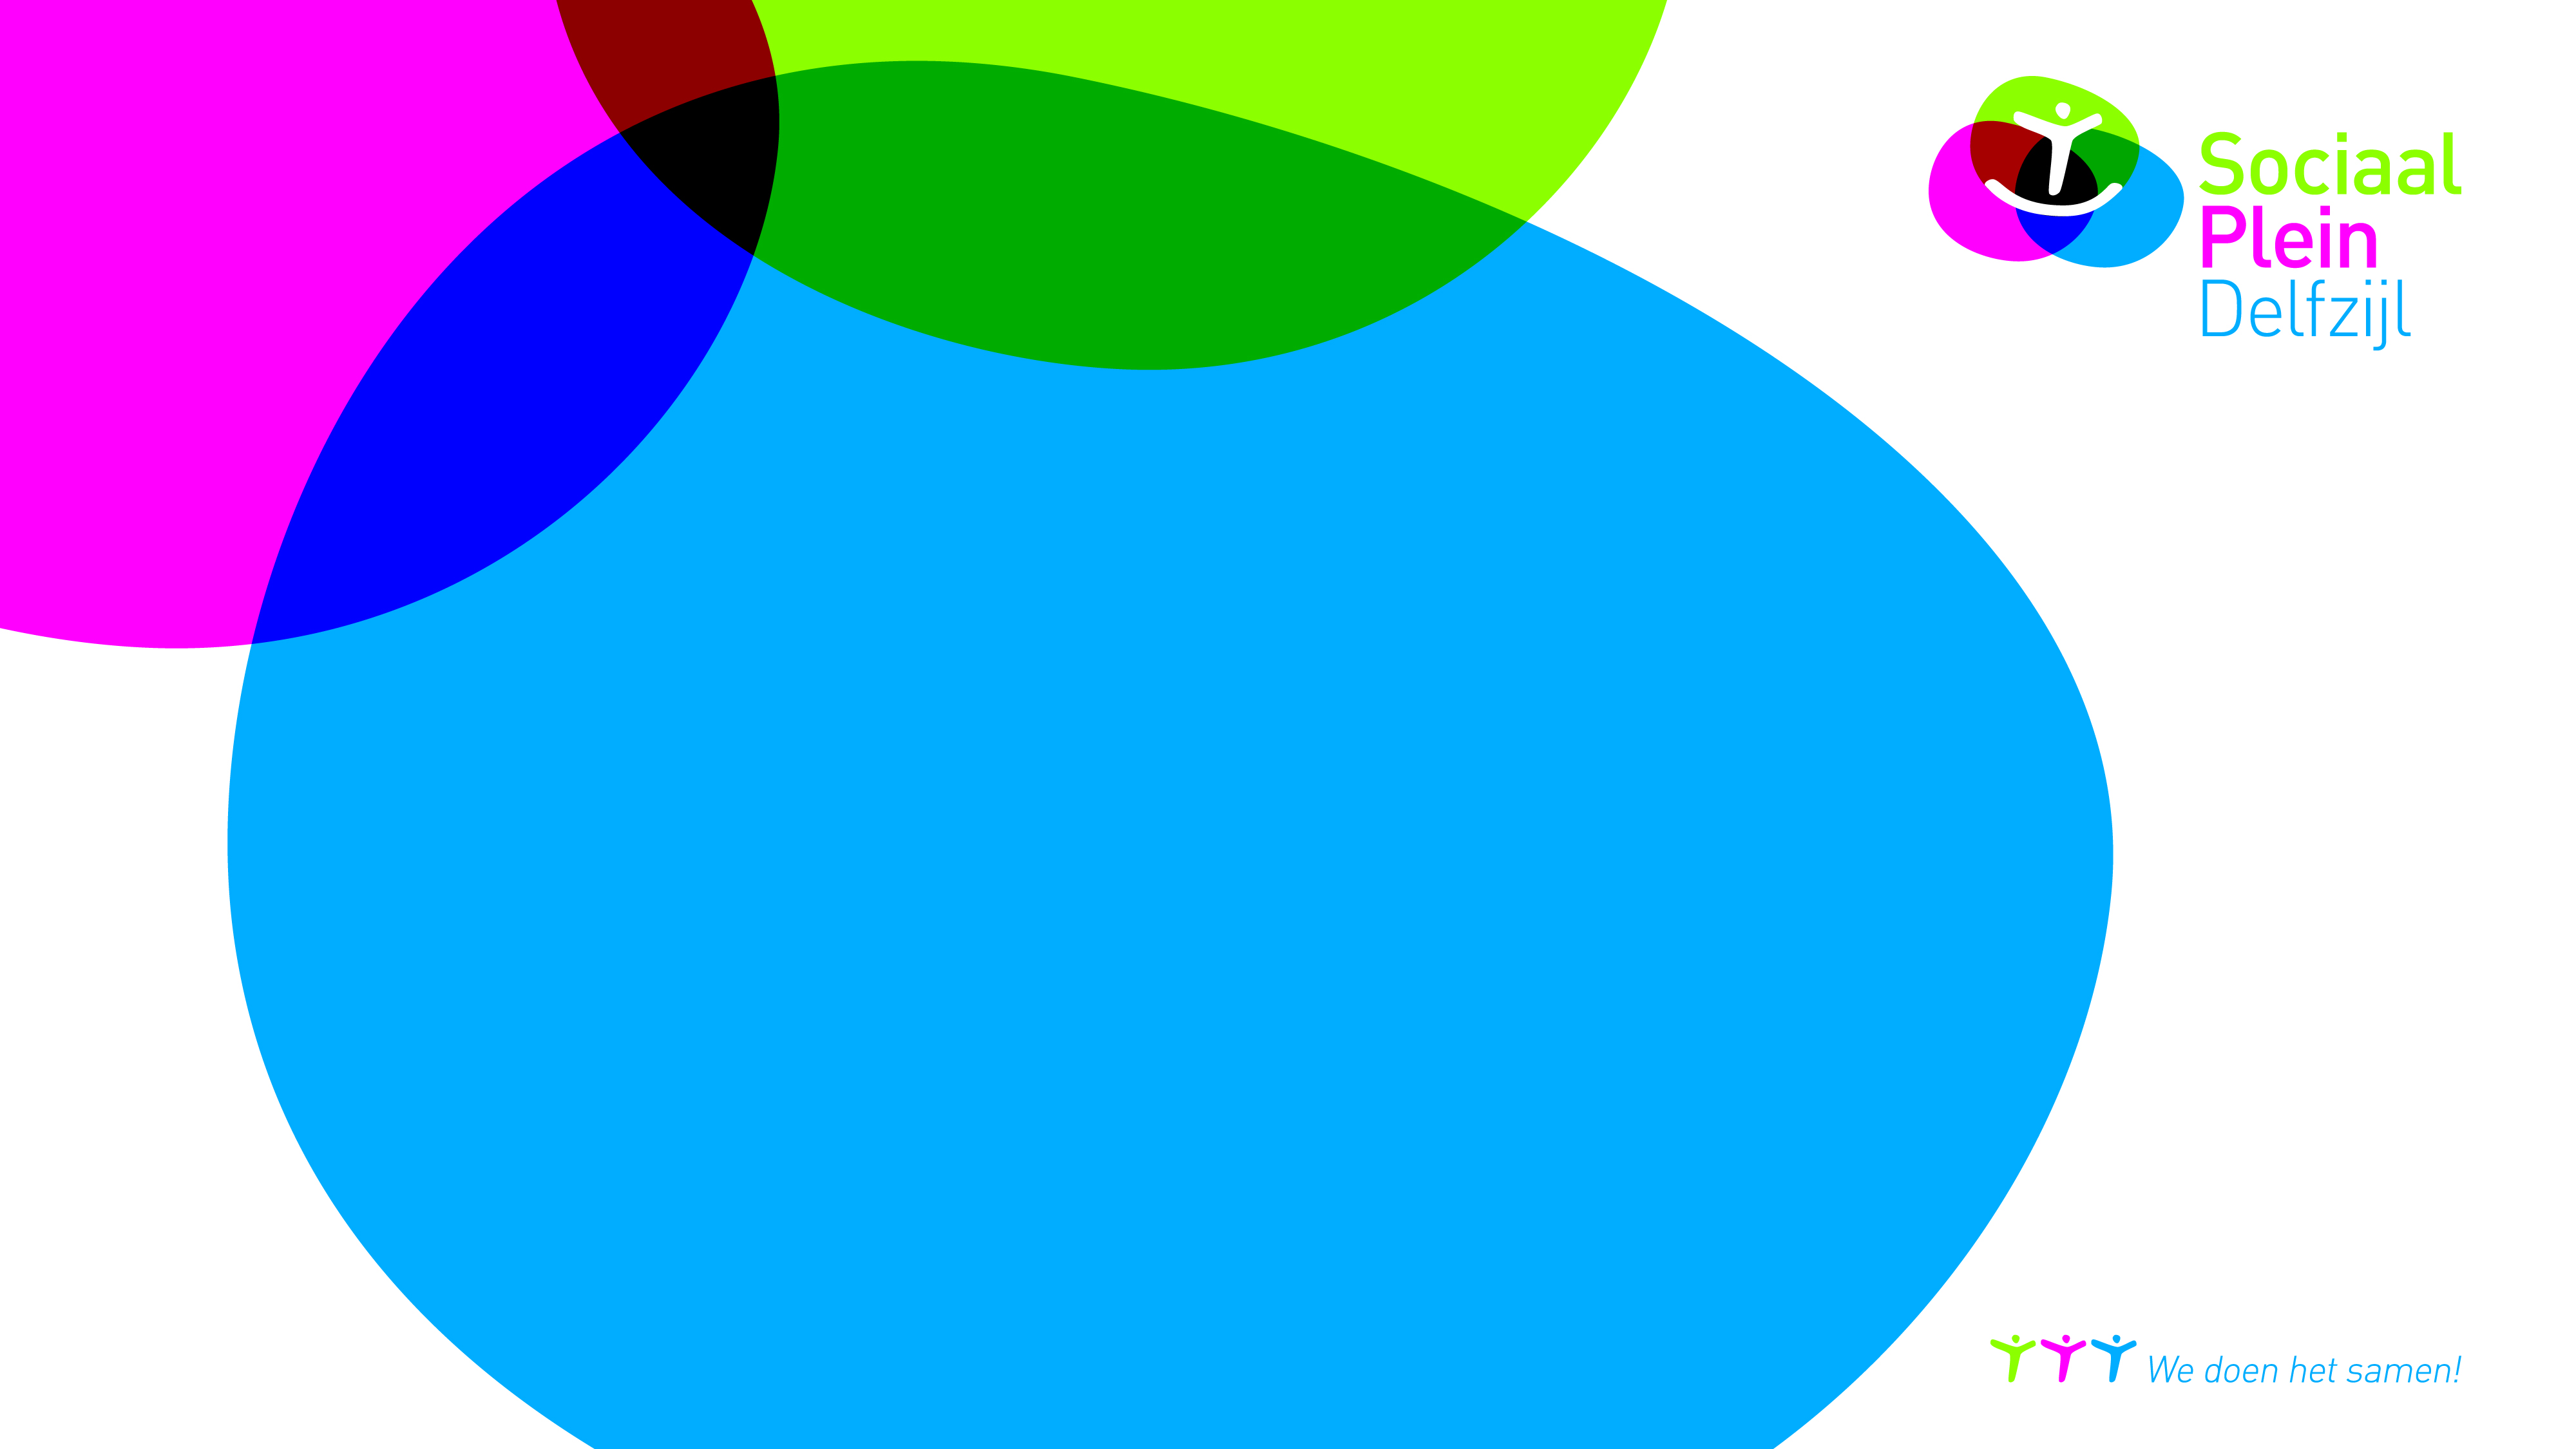 Sociaal
Plein
Delfzijl
We doen het samen!